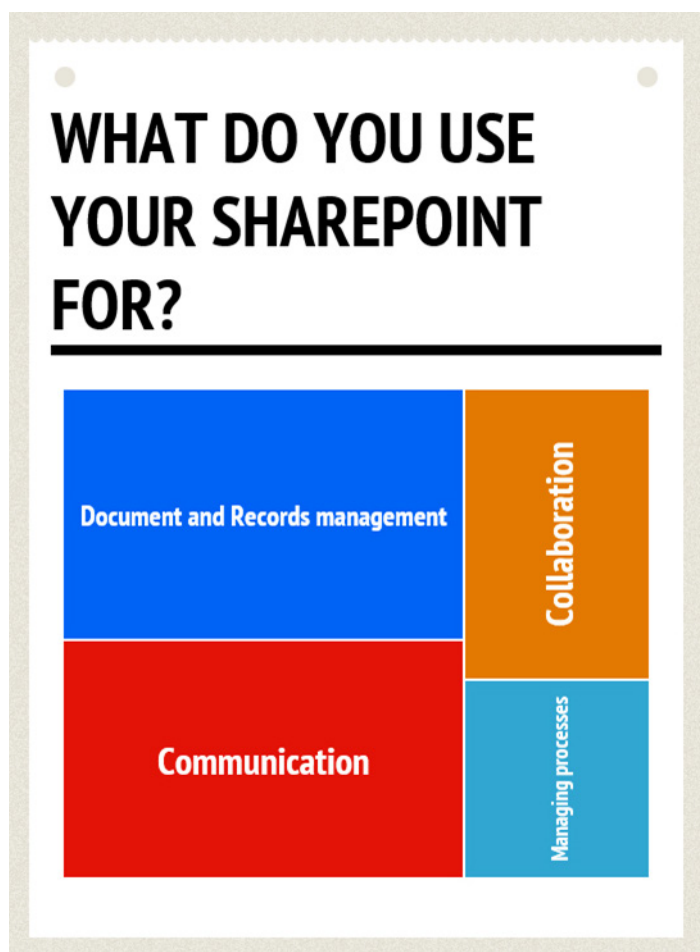 WHAT DO YOU USE
YOUR SHAREPOINT
FOR?
Document and Records management
Collaboration
Communication
Managing processes